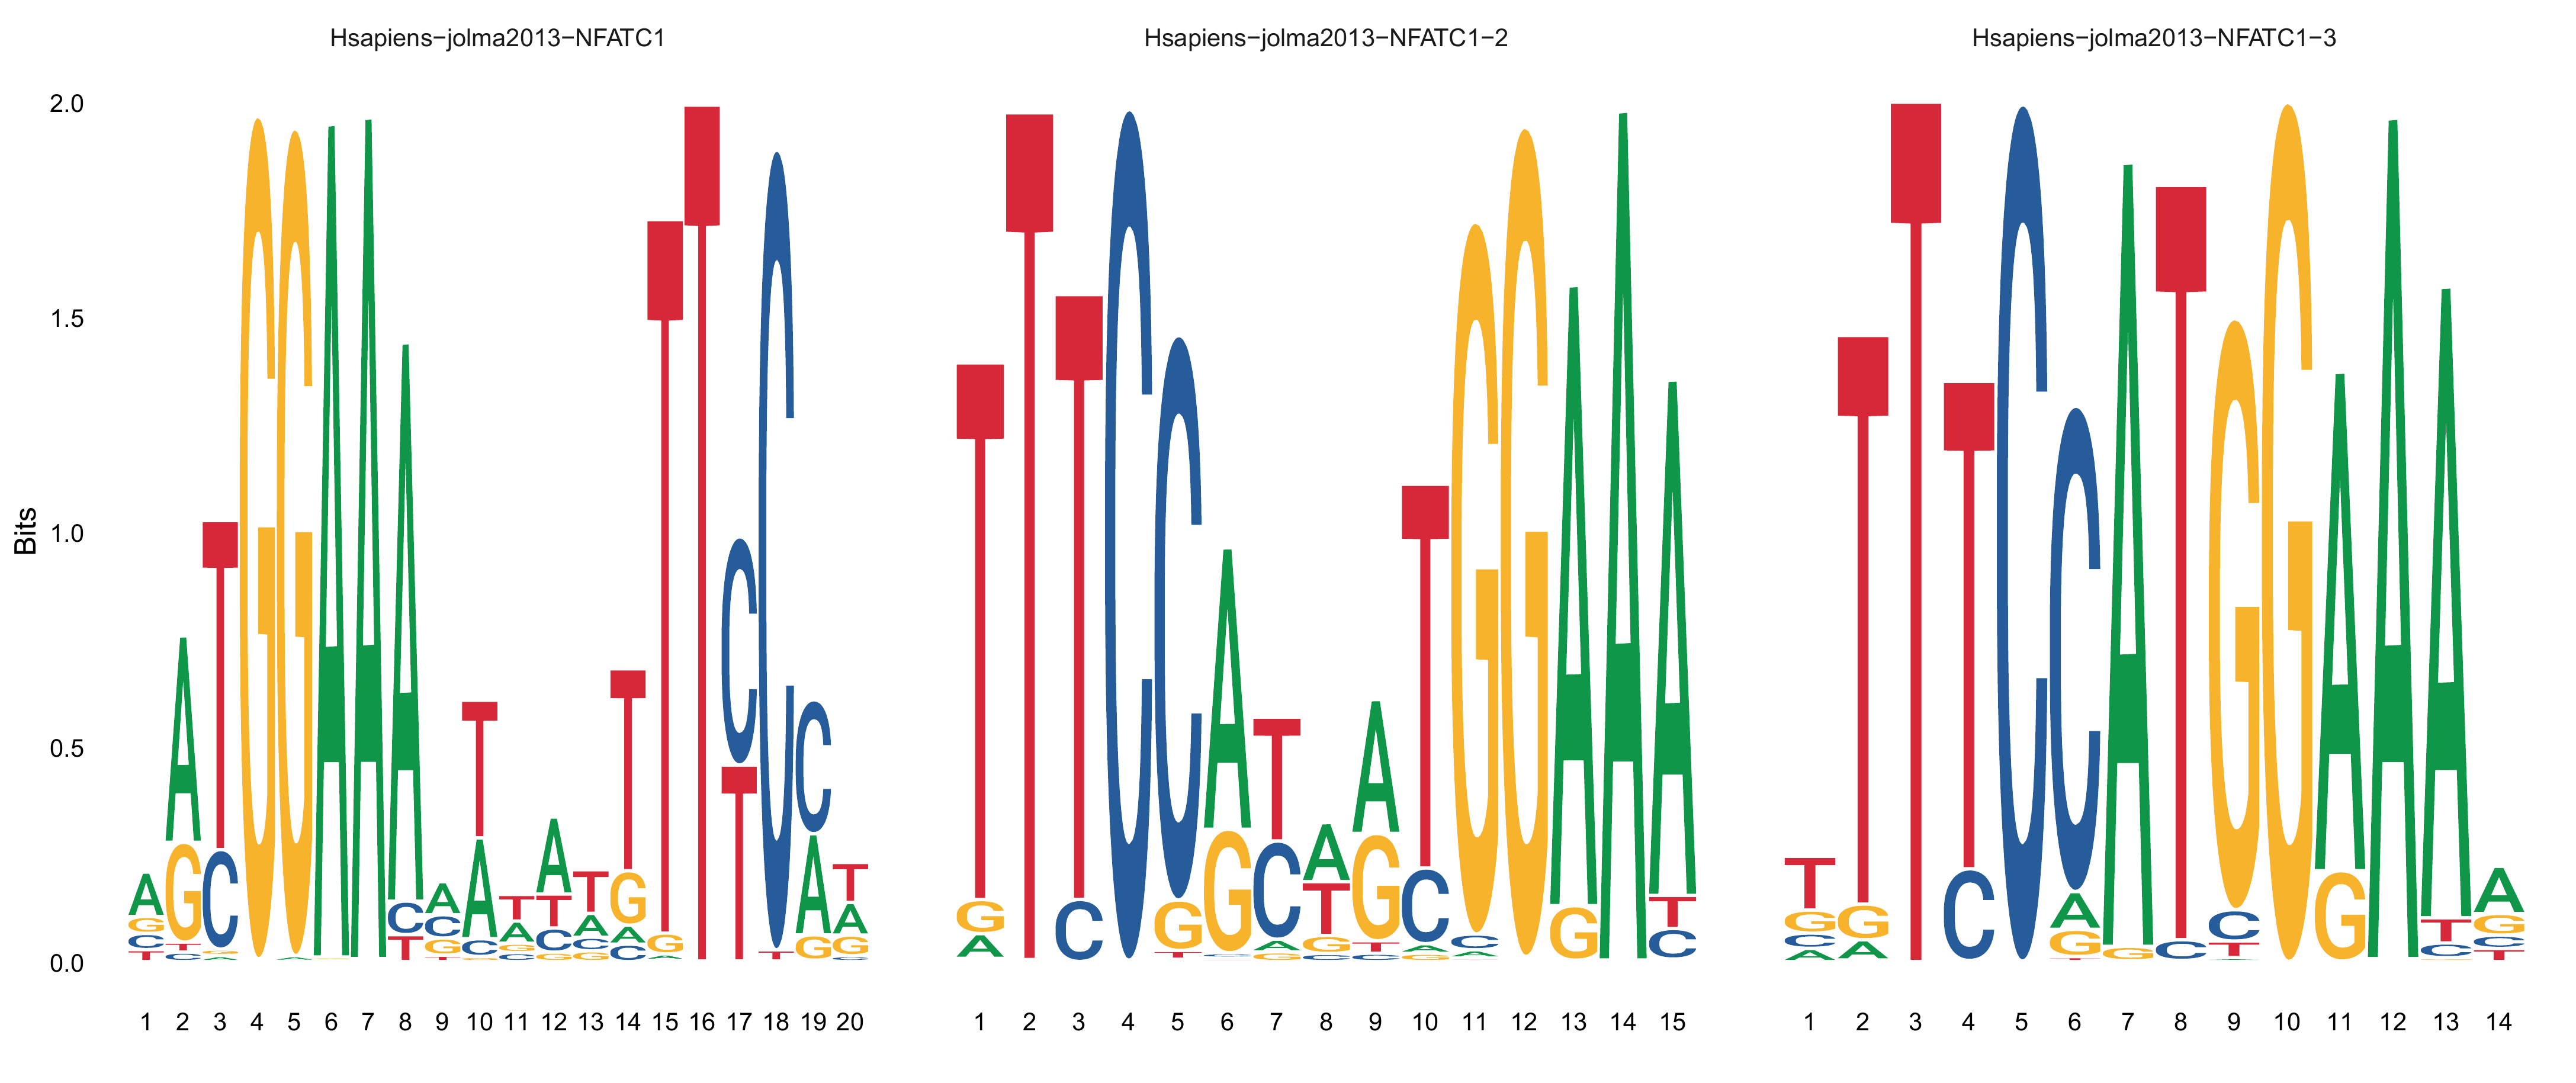 Hsapiens−jolma2013−NFATC1
Hsapiens−jolma2013−NFATC1−2
Hsapiens−jolma2013−NFATC1−3
Bits
2.0
1.5
1.0
0.5
0.0
1 2 3 4 5 6 7 8 9 10 11 12 13 14 15 16 17 18 19 20
1 2 3 4 5 6 7 8 9 10 11 12 13 14 15
1 2 3 4 5 6 7 8 9 10 11 12 13 14